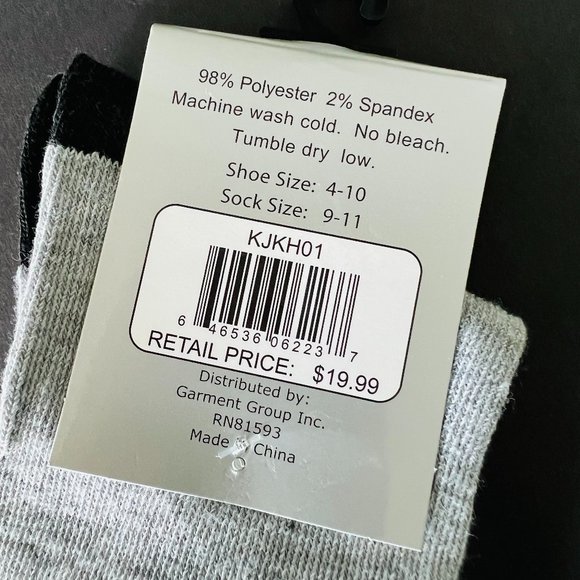 98% Polyester 2% Spandex
Machine wash cold. No bleach.
Tumble dry low.
Shoe Size: 4-10
Sock Size: 9-11
KJKH01
6 46536 06223 7
RETAIL PRICE: $19.99
Distributed by:
Garment Group Inc.
RN81593
Made in China